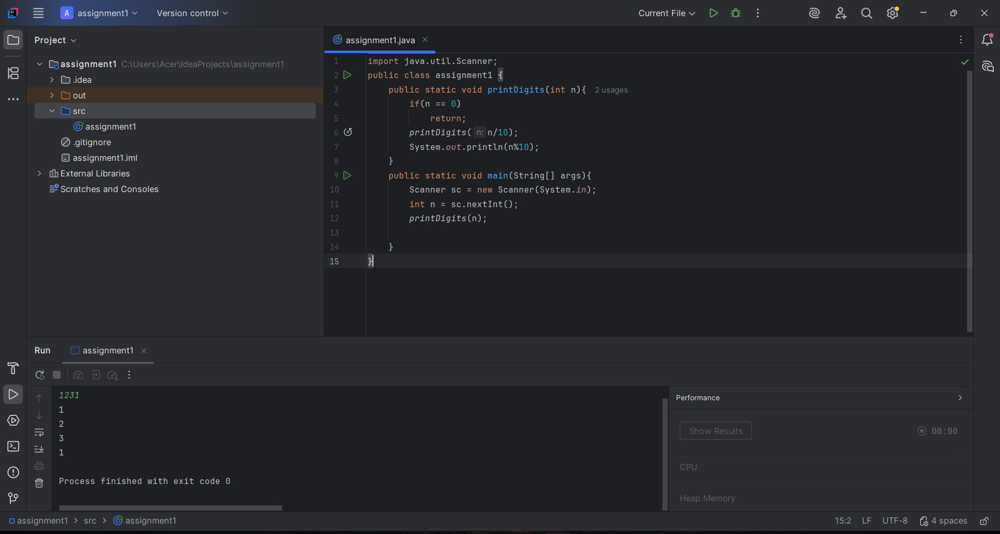 A assignment1 Version control Current File
Project
assignment1.java
assignment1 C:\Users\Acer\IdeaProjects\assignment1
.idea
out
src
assignment1
.gitignore
assignment1.iml
External Libraries
Scratches and Consoles
1 import java.util.Scanner;
2 public class assignment1 {
3 public static void printDigits(int n){ 2 usages
4 if(n == 0)
5 return;
6 printDigits( n: n/10);
7 System.out.println(n%10);
8 }
9 public static void main(String[] args){
10 Scanner sc = new Scanner(System.in);
11 int n = sc.nextInt();
12 printDigits(n);
13
14 }
15 }
Run assignment1
1231
1
2
3
1
Process finished with exit code 0
Performance
Show Results 00:00
CPU
Heap Memory
assignment1 > src > assignment1 15:2 LF UTF-8 4 spaces